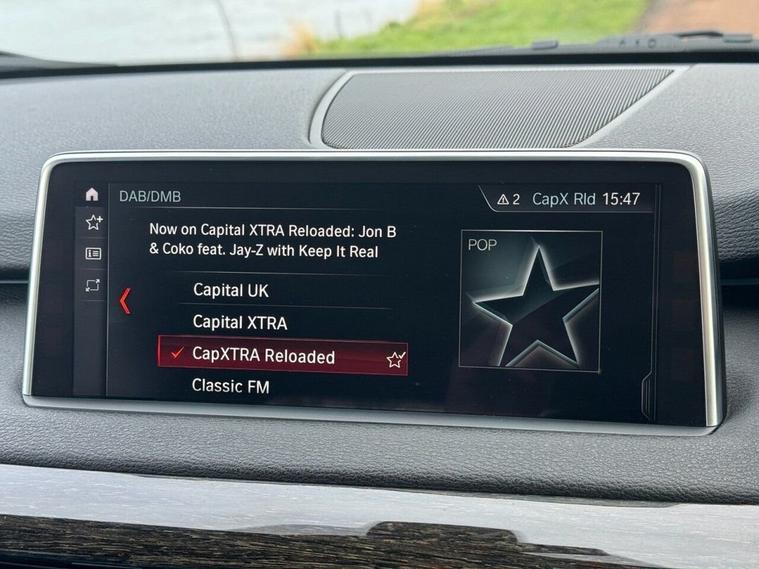 DAB/DMB
2 CapX Rld 15:47
Now on Capital XTRA Reloaded: Jon B
& Coko feat. Jay-Z with Keep It Real
POP
Capital UK
Capital XTRA
CapXTRA Reloaded
Classic FM